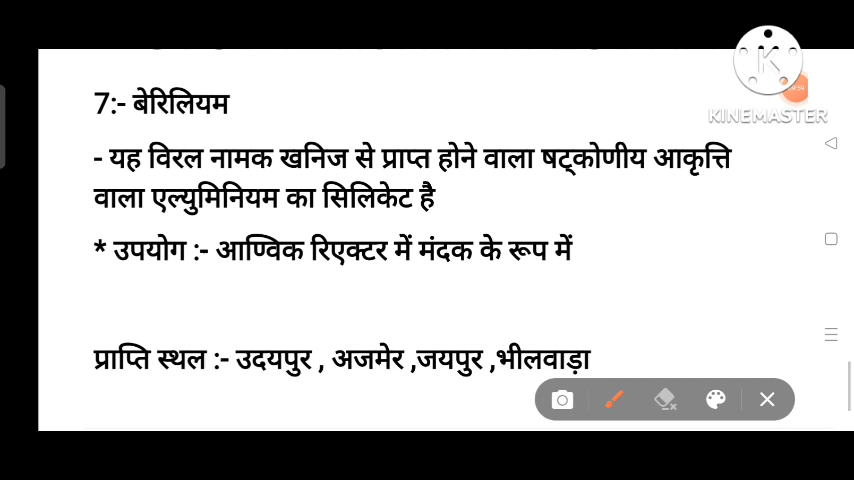 KINEMASTER
7:- बेरिलियम
- यह विरल नामक खनिज से प्राप्त होने वाला षट्कोणीय आकृत्ति
वाला एल्युमिनियम का सिलिकेट है
* उपयोग :- आण्विक रिएक्टर में मंदक के रूप में
प्राप्ति स्थल :- उदयपुर , अजमेर ,जयपुर ,भीलवाड़ा